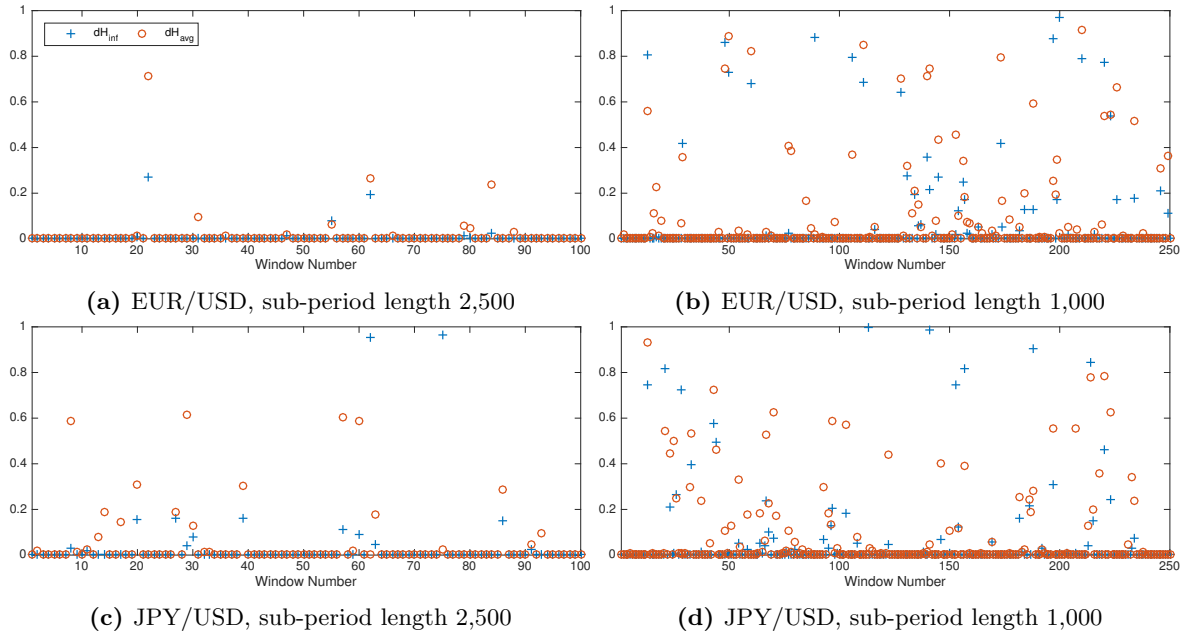 1
0.8
0.6
0.4
0.2
0
+ dH_inf ○ dH_avg
10 20 30 40 50 60 70 80 90 100
Window Number
(a) EUR/USD, sub-period length 2,500
1
0.8
0.6
0.4
0.2
0
50 100 150 200 250
Window Number
(b) EUR/USD, sub-period length 1,000
1
0.8
0.6
0.4
0.2
0
10 20 30 40 50 60 70 80 90 100
Window Number
(c) JPY/USD, sub-period length 2,500
1
0.8
0.6
0.4
0.2
0
50 100 150 200 250
Window Number
(d) JPY/USD, sub-period length 1,000